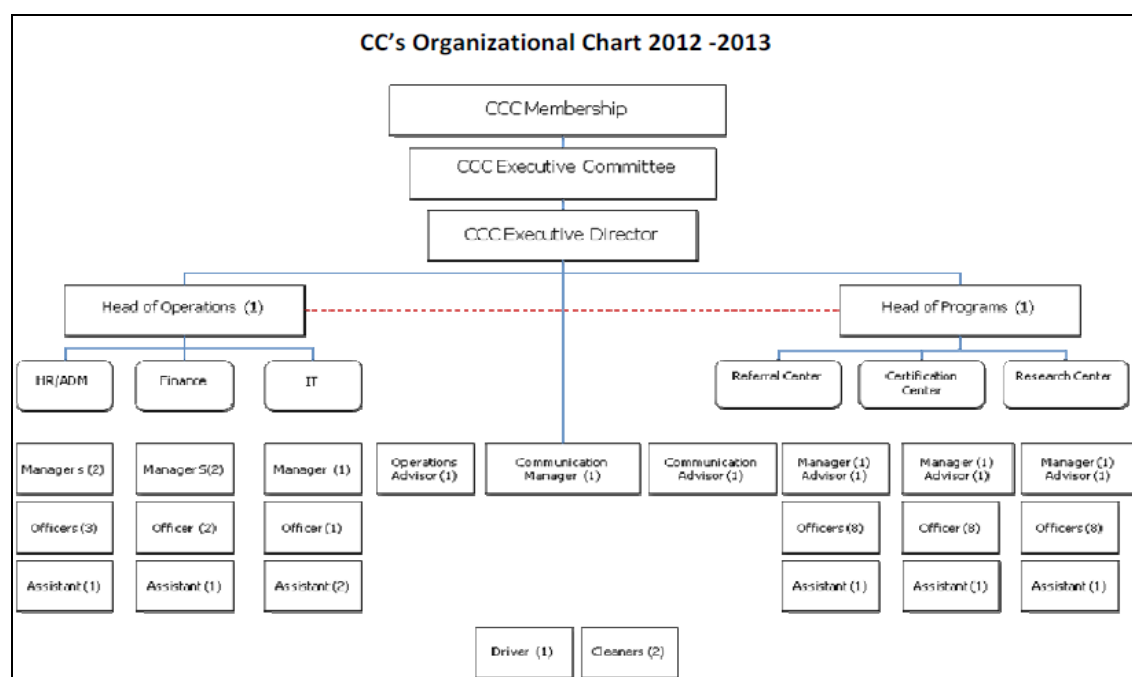 CC’s Organizational Chart 2012 -2013
CCC Membership
CCC Executive Committee
CCC Executive Director
Head of Operations (1)
Head of Programs (1)
HR/ADM
Finance
IT
Referral Center
Certification
Center
Research Center
Manager s (2)
Manager S(2)
Manager (1)
Operations
Advisor (1)
Communication
Manager (1)
Communication
Advisor (1)
Manager (1)
Advisor (1)
Manager (1)
Advisor (1)
Manager (1)
Advisor (1)
Officers (3)
Officer (2)
Officer (1)
Officers (8)
Officer (8)
Officers (8)
Assistant (1)
Assistant (1)
Assistant (2)
Assistant (1)
Assistant (1)
Assistant (1)
Driver (1)
Cleaners (2)